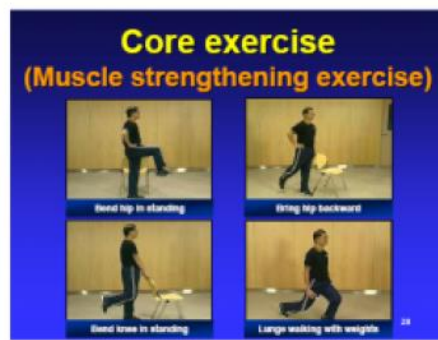 Core exercise
(Muscle strengthening exercise)
Bend hip in standing
Bring hip backward
Bend knee in standing
Lunge walking with weights
28